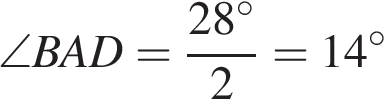 ∠BAD = 28°/2 = 14°